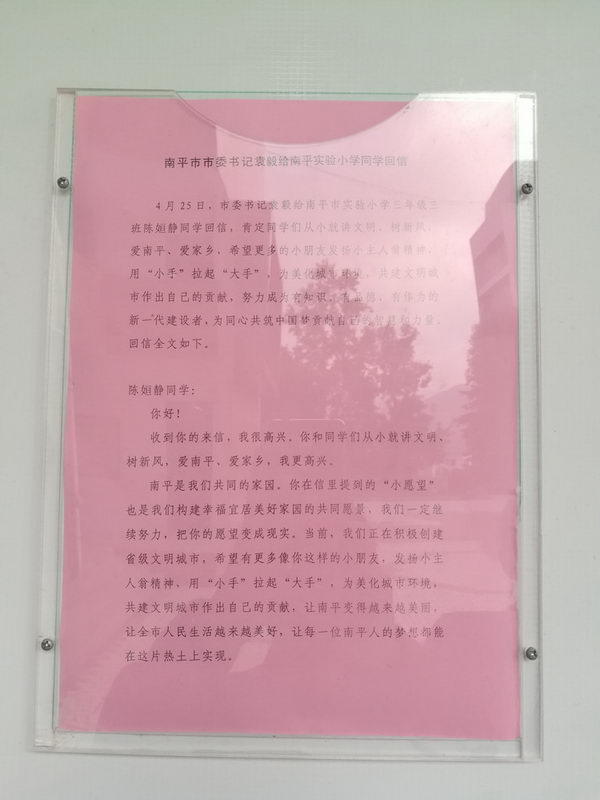 南平市市委书记袁毅给南平实验小学同学回信
4月25日，市委书记袁毅给南平市实验小学三年级三
班陈姮静同学回信，肯定同学们从小就讲文明、树新风，
爱南平、爱家乡，希望更多的小朋友发扬小主人翁精神，
用“小手”拉起“大手”，为美化城市环境，共建文明城
市作出自己的贡献，努力成为有知识、有品德、有作为的
新一代建设者，为同心共筑中国梦贡献自己的智慧和力量。
回信全文如下。
陈姮静同学：
你好！
收到你的来信，我很高兴。你和同学们从小就讲文明、
树新风，爱南平、爱家乡，我更高兴。
南平是我们共同的家园。你在信里提到的“小愿望”
也是我们构建幸福宜居美好家园的共同愿景，我们一定继
续努力，把你的愿望变成现实。当前，我们正在积极创建
省级文明城市，希望有更多像你这样的小朋友，发扬小主
人翁精神、用“小手”拉起“大手”，为美化城市环境，
共建文明城市作出自己的贡献，让南平变得越来越美丽，
让全市人民生活越来越美好，让每一位南平人的梦想都能
在这片热土上实现。